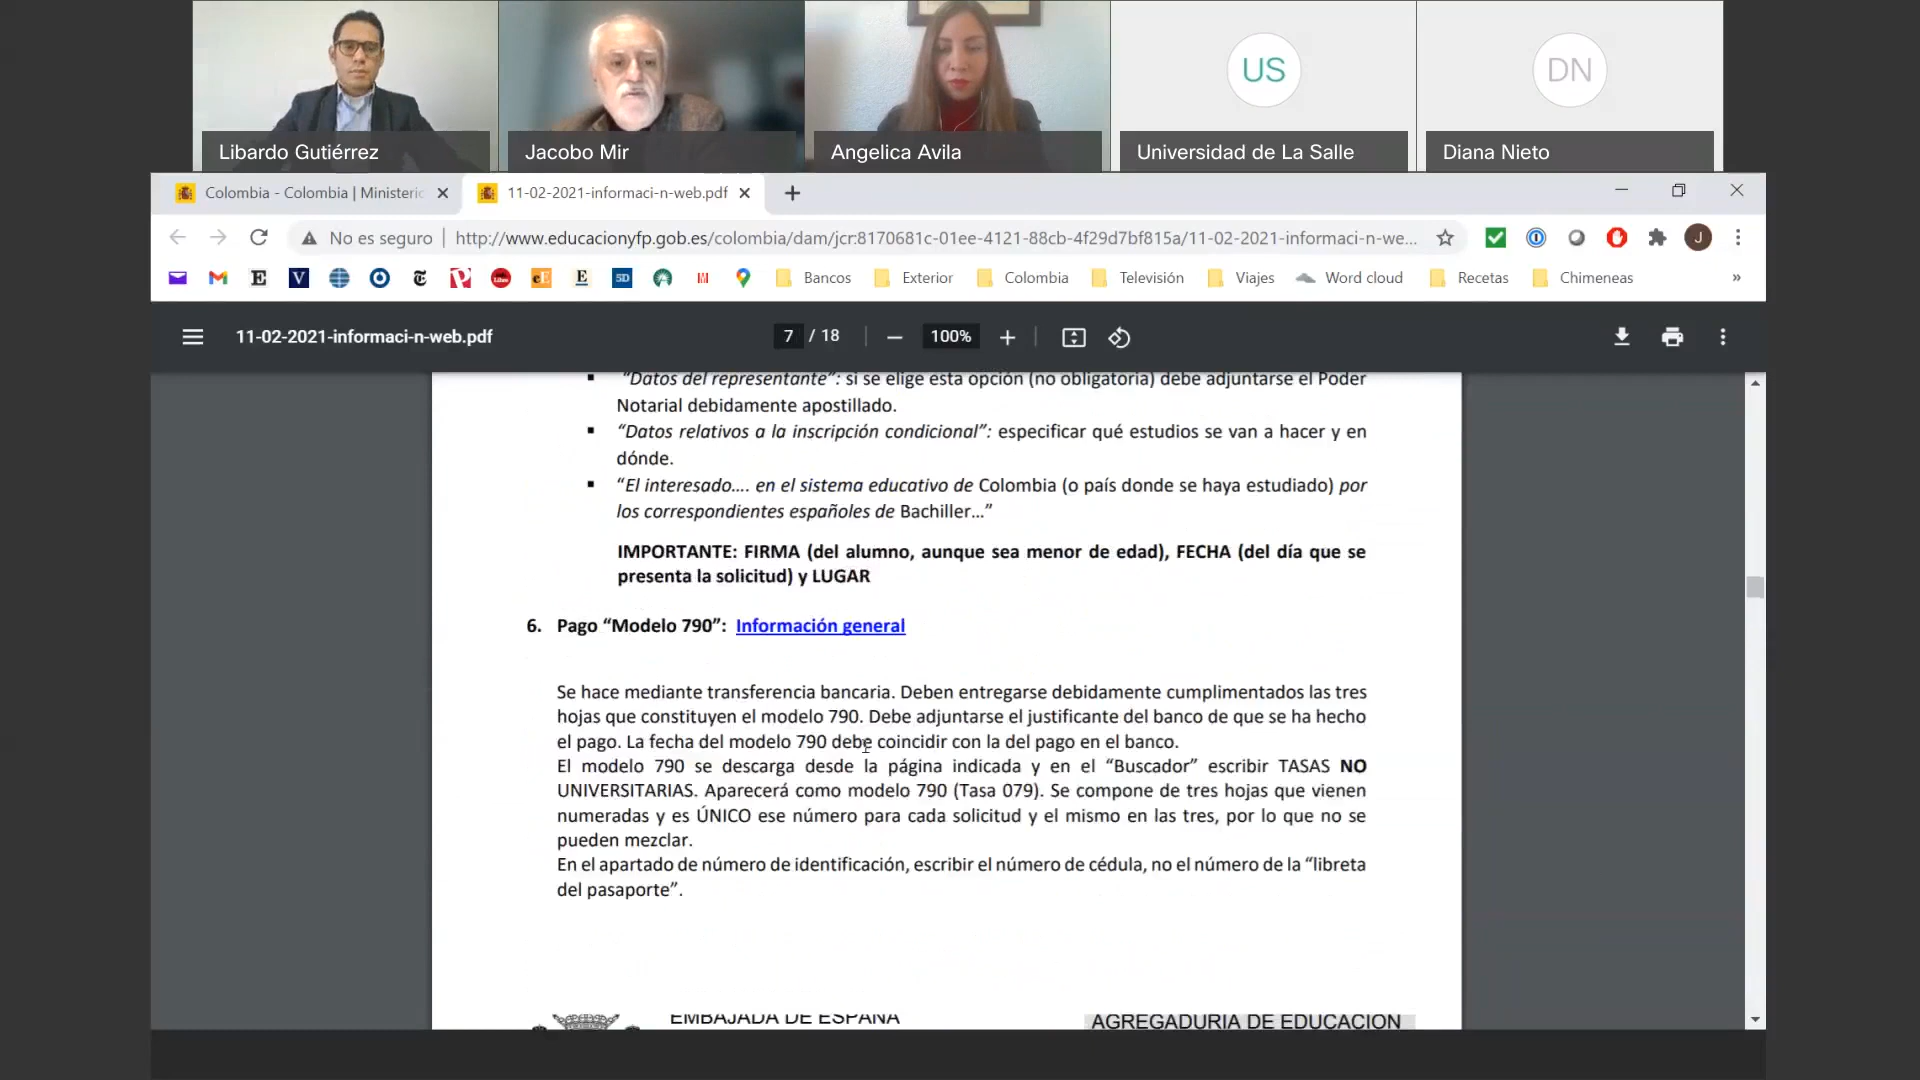 US
DN
Libardo Gutiérrez
Jacobo Mir
Angelica Avila
Universidad de La Salle
Diana Nieto
Colombia - Colombia | Ministeric
11-02-2021-informaci-n-web.pdf
No es seguro
http://www.educacionyfp.gob.es/colombia/dam/jcr:8170681c-01ee-4121-88cb-4f29d7bf815a/11-02-2021-informaci-n-we...
J
Bancos
Exterior
Colombia
Televisión
Viajes
Word cloud
Recetas
Chimeneas
»
11-02-2021-informaci-n-web.pdf
7 / 18
100%
▪ “Datos del representante”: si se elige esta opción (no obligatoria) debe adjuntarse el Poder
Notarial debidamente apostillado.
▪ “Datos relativos a la inscripción condicional”: especificar qué estudios se van a hacer y en
dónde.
▪ “El interesado…. en el sistema educativo de Colombia (o país donde se haya estudiado) por
los correspondientes españoles de Bachiller…”
IMPORTANTE: FIRMA (del alumno, aunque sea menor de edad), FECHA (del día que se
presenta la solicitud) y LUGAR
6. Pago “Modelo 790”: Información general
Se hace mediante transferencia bancaria. Deben entregarse debidamente cumplimentados las tres
hojas que constituyen el modelo 790. Debe adjuntarse el justificante del banco de que se ha hecho
el pago. La fecha del modelo 790 debe coincidir con la del pago en el banco.
El modelo 790 se descarga desde la página indicada y en el “Buscador” escribir TASAS NO
UNIVERSITARIAS. Aparecerá como modelo 790 (Tasa 079). Se compone de tres hojas que vienen
numeradas y es ÚNICO ese número para cada solicitud y el mismo en las tres, por lo que no se
pueden mezclar.
En el apartado de número de identificación, escribir el número de cédula, no el número de la “libreta
del pasaporte”.
EMBAJADA DE ESPAÑA
AGREGADURIA DE EDUCACION